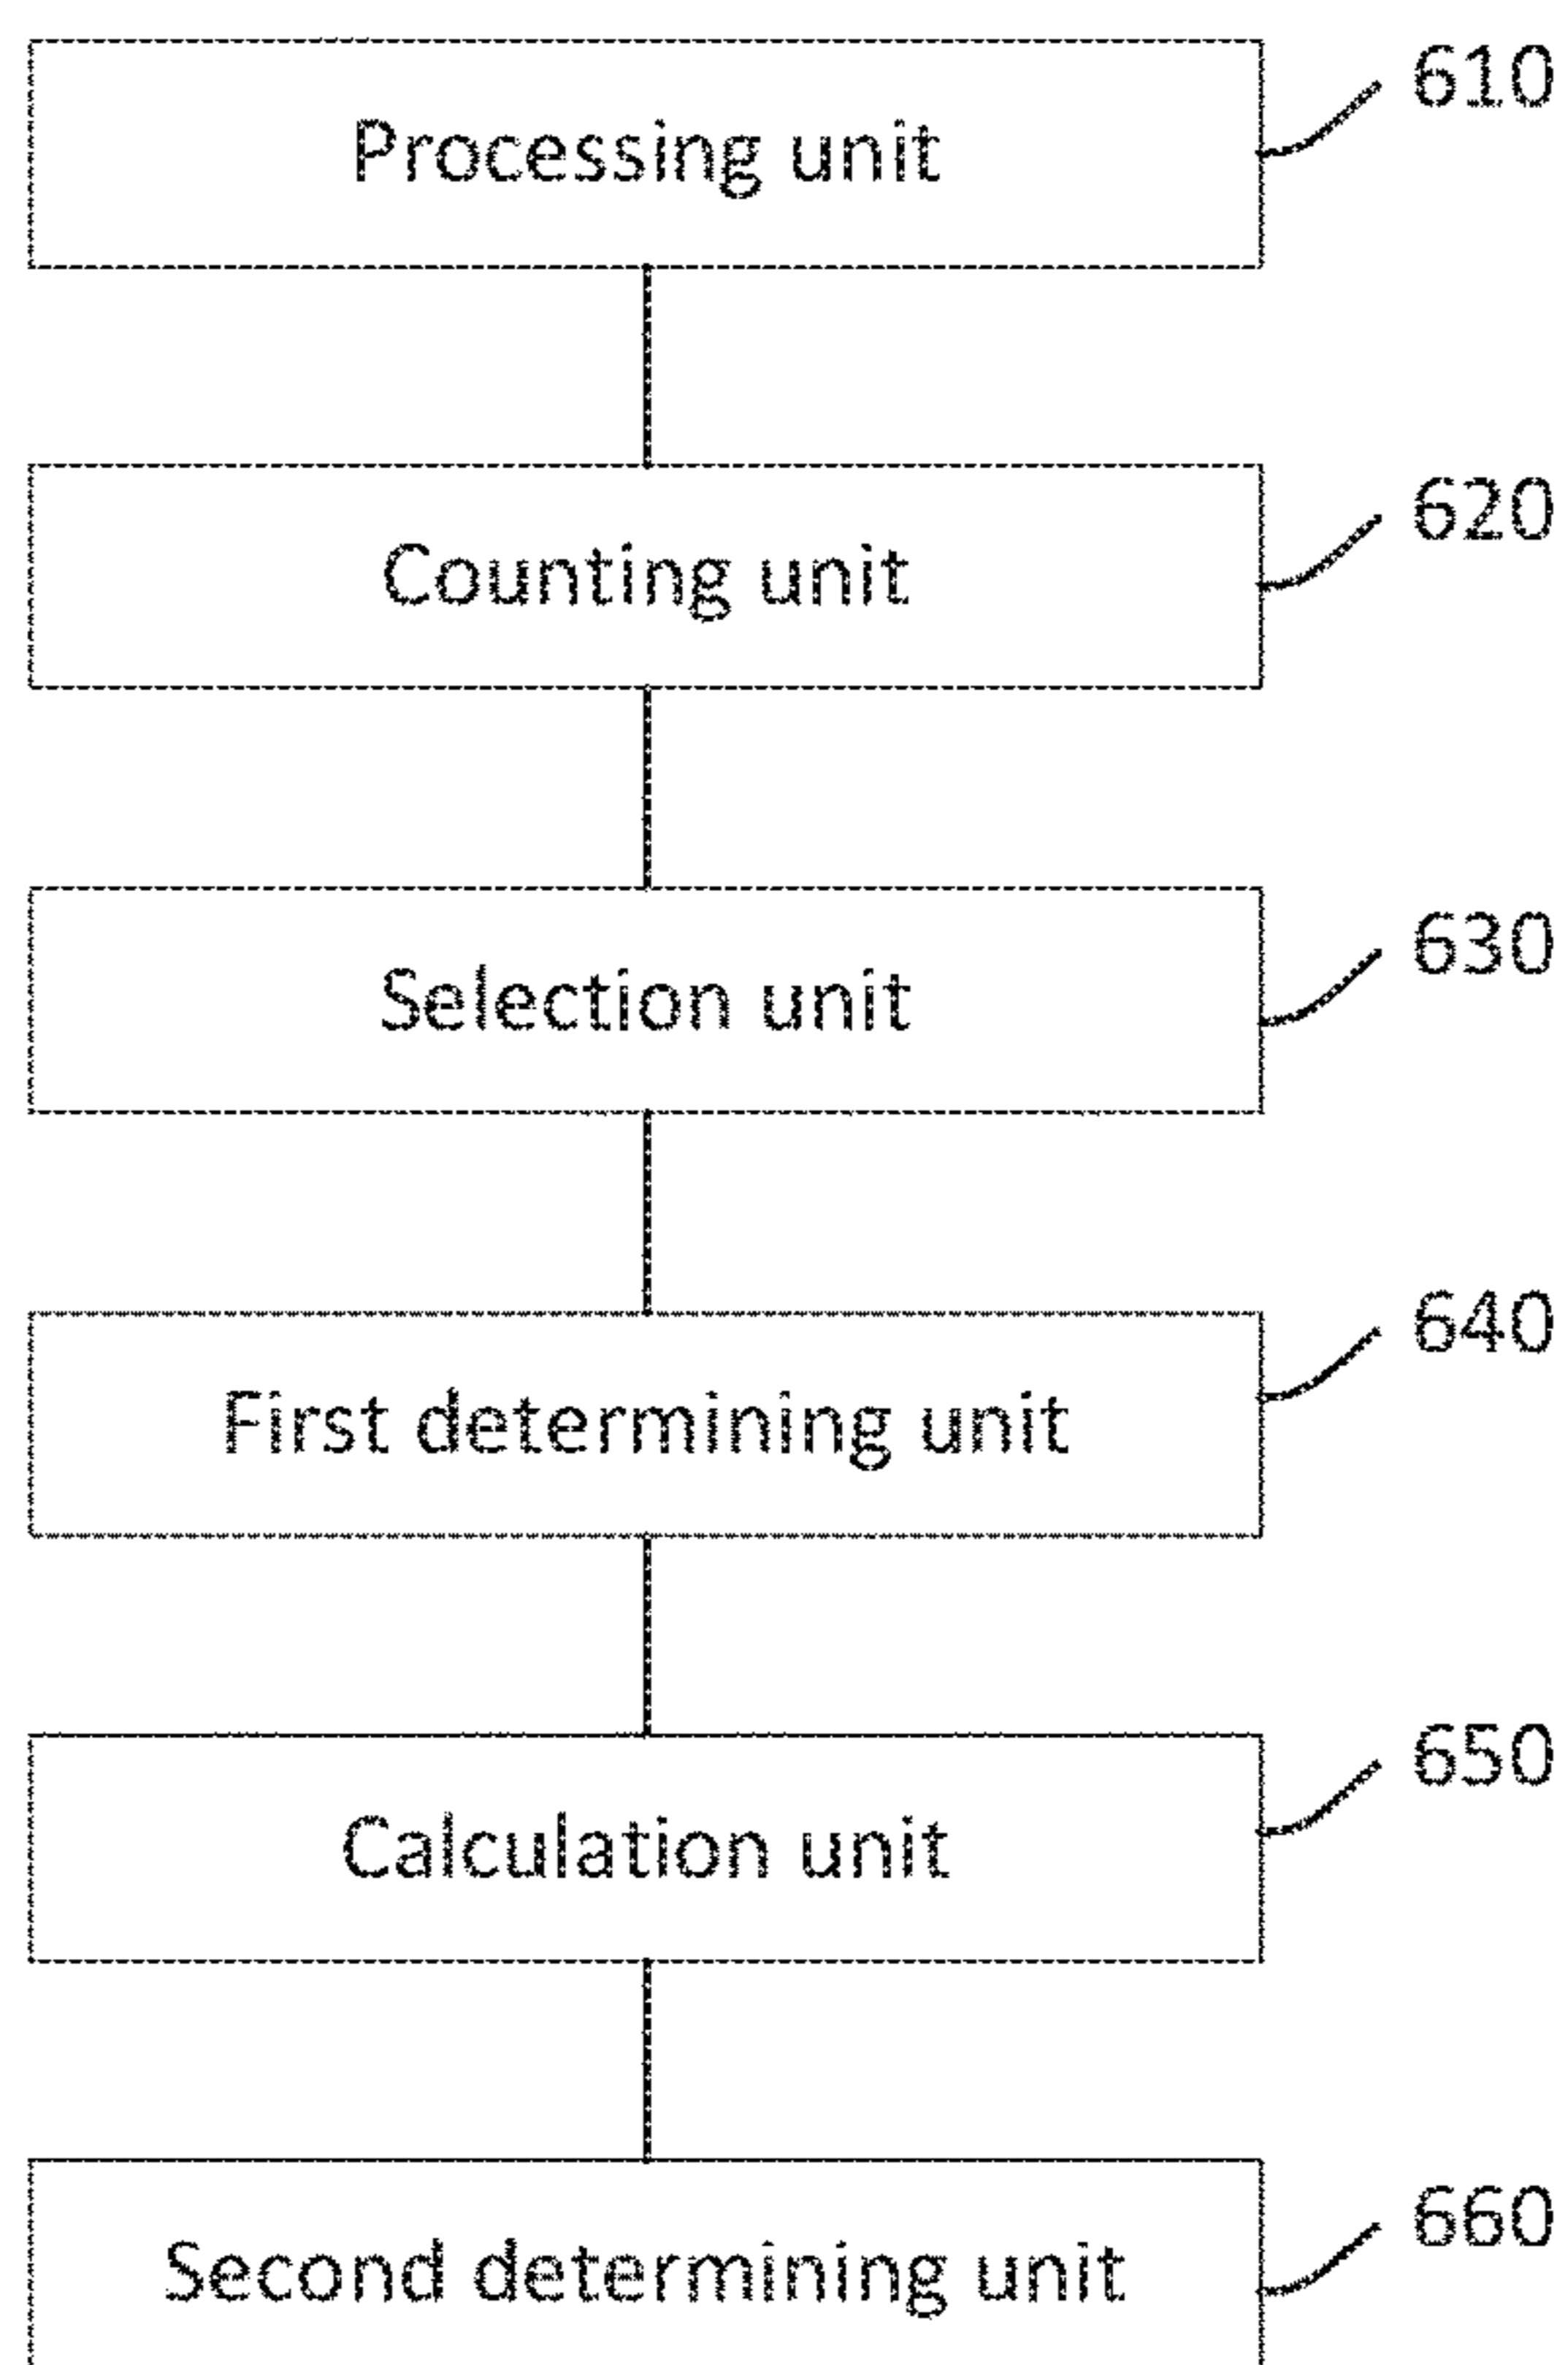 610
Processing unit
620
Counting unit
630
Selection unit
640
First determining unit
650
Calculation unit
660
Second determining unit